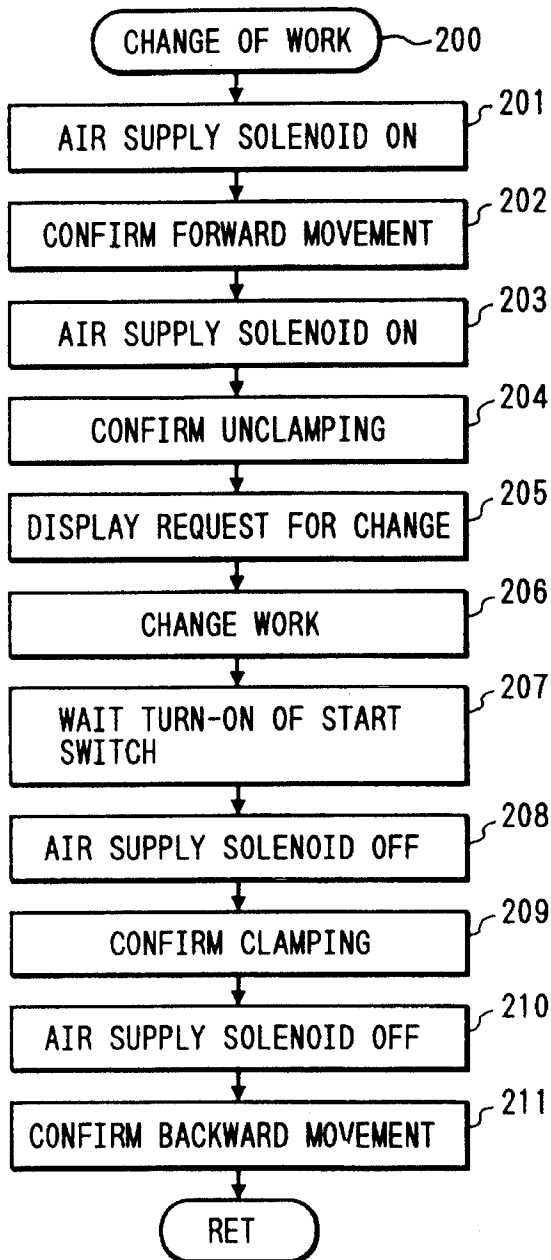 CHANGE OF WORK 200
AIR SUPPLY SOLENOID ON 201
CONFIRM FORWARD MOVEMENT 202
AIR SUPPLY SOLENOID ON 203
CONFIRM UNCLAMPING 204
DISPLAY REQUEST FOR CHANGE 205
CHANGE WORK 206
WAIT TURN-ON OF START 207
SWITCH
AIR SUPPLY SOLENOID OFF 208
CONFIRM CLAMPING 209
AIR SUPPLY SOLENOID OFF 210
CONFIRM BACKWARD MOVEMENT 211
RET